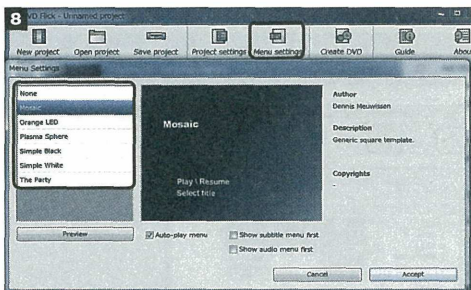 8
VD Flick - Unnamed project
New project Open project Save project Project settings Menu settings Create DVD Guide Abou
Menu Settings
None
Mosaic
Orange LED
Plasma Sphere
Simple Black
Simple White
The Party
Preview
Mosaic
Play \ Resume
Select title
Auto-play menu Show subtitle menu first
Show audio menu first
Author
Dennis Meuwissen
Description
Generic square template.
Copyrights
-
Cancel Accept